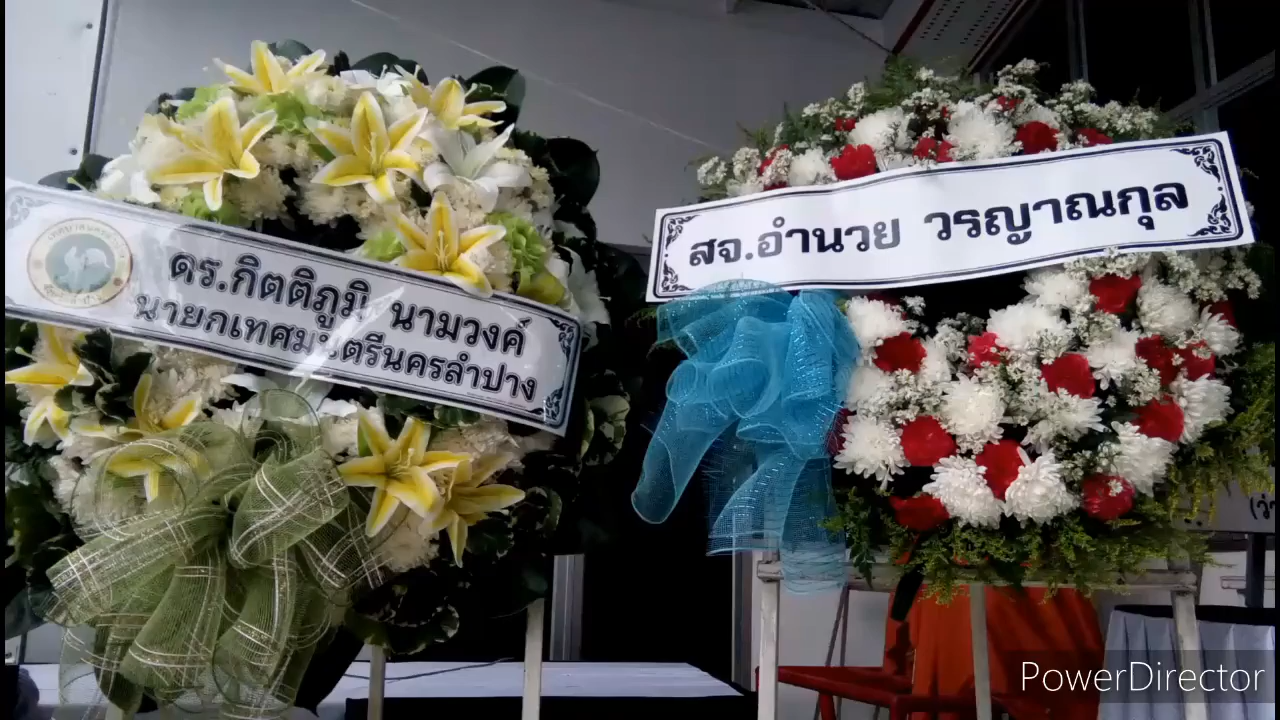 ดร.กิตติภูมิ นามวงค์
นายกเทศมนตรีนครลำปาง
สจ.อำนวย วรญาณกุล
PowerDirector